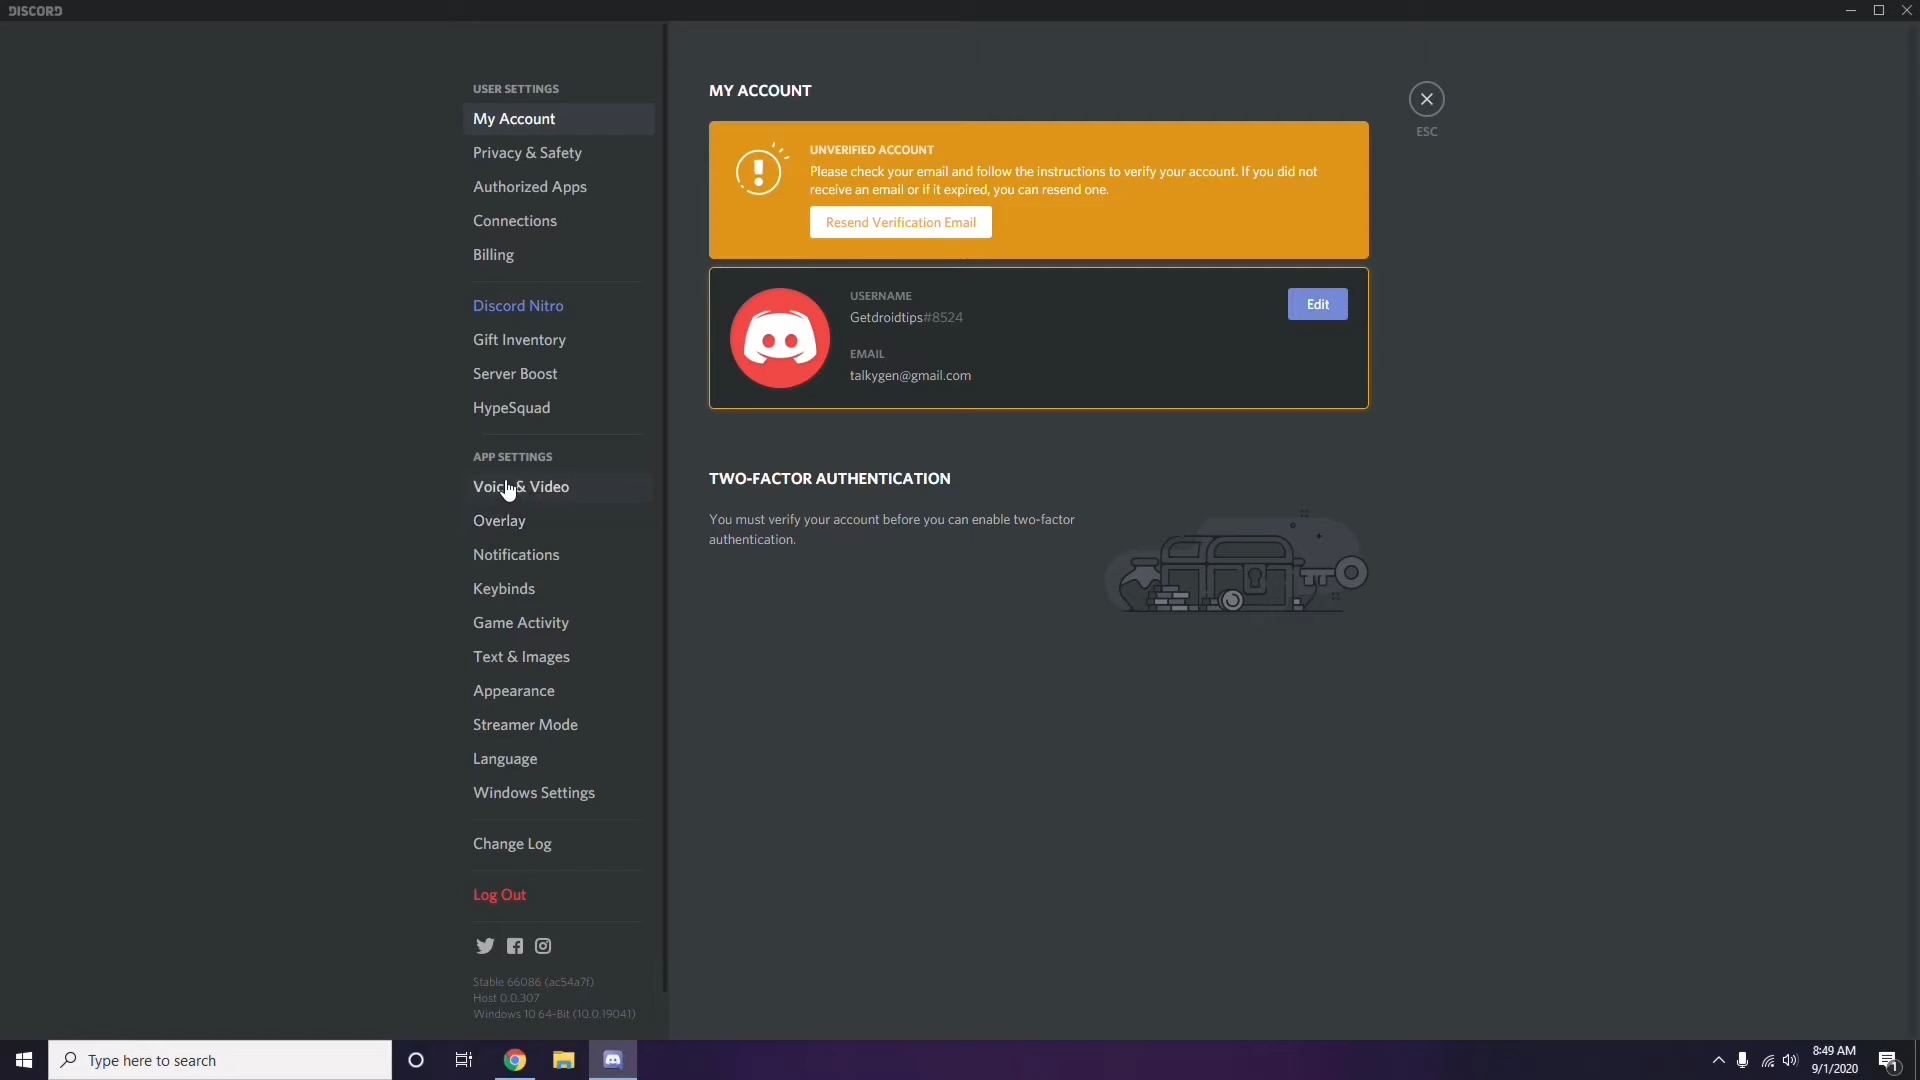 DISCORD
USER SETTINGS
My Account
Privacy & Safety
Authorized Apps
Connections
Billing
Discord Nitro
Gift Inventory
Server Boost
HypeSquad
APP SETTINGS
Voice & Video
Overlay
Notifications
Keybinds
Game Activity
Text & Images
Appearance
Streamer Mode
Language
Windows Settings
Change Log
Log Out
Stable 66086 (ac54a7f)
Host 0.0.307
Windows 10 64-Bit (10.0.19041)
MY ACCOUNT
ESC
UNVERIFIED ACCOUNT
Please check your email and follow the instructions to verify your account. If you did not
receive an email or if it expired, you can resend one.
Resend Verification Email
USERNAME
Getdroidtips#8524
Edit
EMAIL
talkygen@gmail.com
TWO-FACTOR AUTHENTICATION
You must verify your account before you can enable two-factor
authentication.
Type here to search
8:49 AM
9/1/2020
1